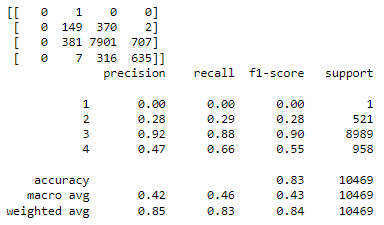 [[   0    1    0    0]
 [   0  149  370    2]
 [   0  381 7901  707]
 [   0    7  316  635]]
              precision    recall  f1-score   support

           1       0.00      0.00      0.00         1
           2       0.28      0.29      0.28       521
           3       0.92      0.88      0.90      8989
           4       0.47      0.66      0.55       958

    accuracy                           0.83     10469
   macro avg       0.42      0.46      0.43     10469
weighted avg       0.85      0.83      0.84     10469